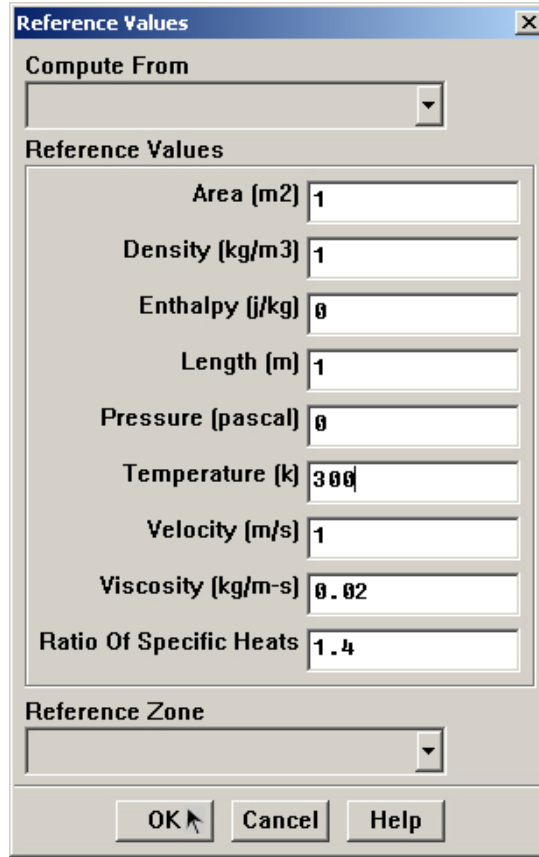 Reference Values
Compute From
Reference Values
Area (m2) 1
Density (kg/m3) 1
Enthalpy (j/kg) 0
Length (m) 1
Pressure (pascal) 0
Temperature (k) 300
Velocity (m/s) 1
Viscosity (kg/m-s) 0.02
Ratio Of Specific Heats 1.4
Reference Zone
OK Cancel Help